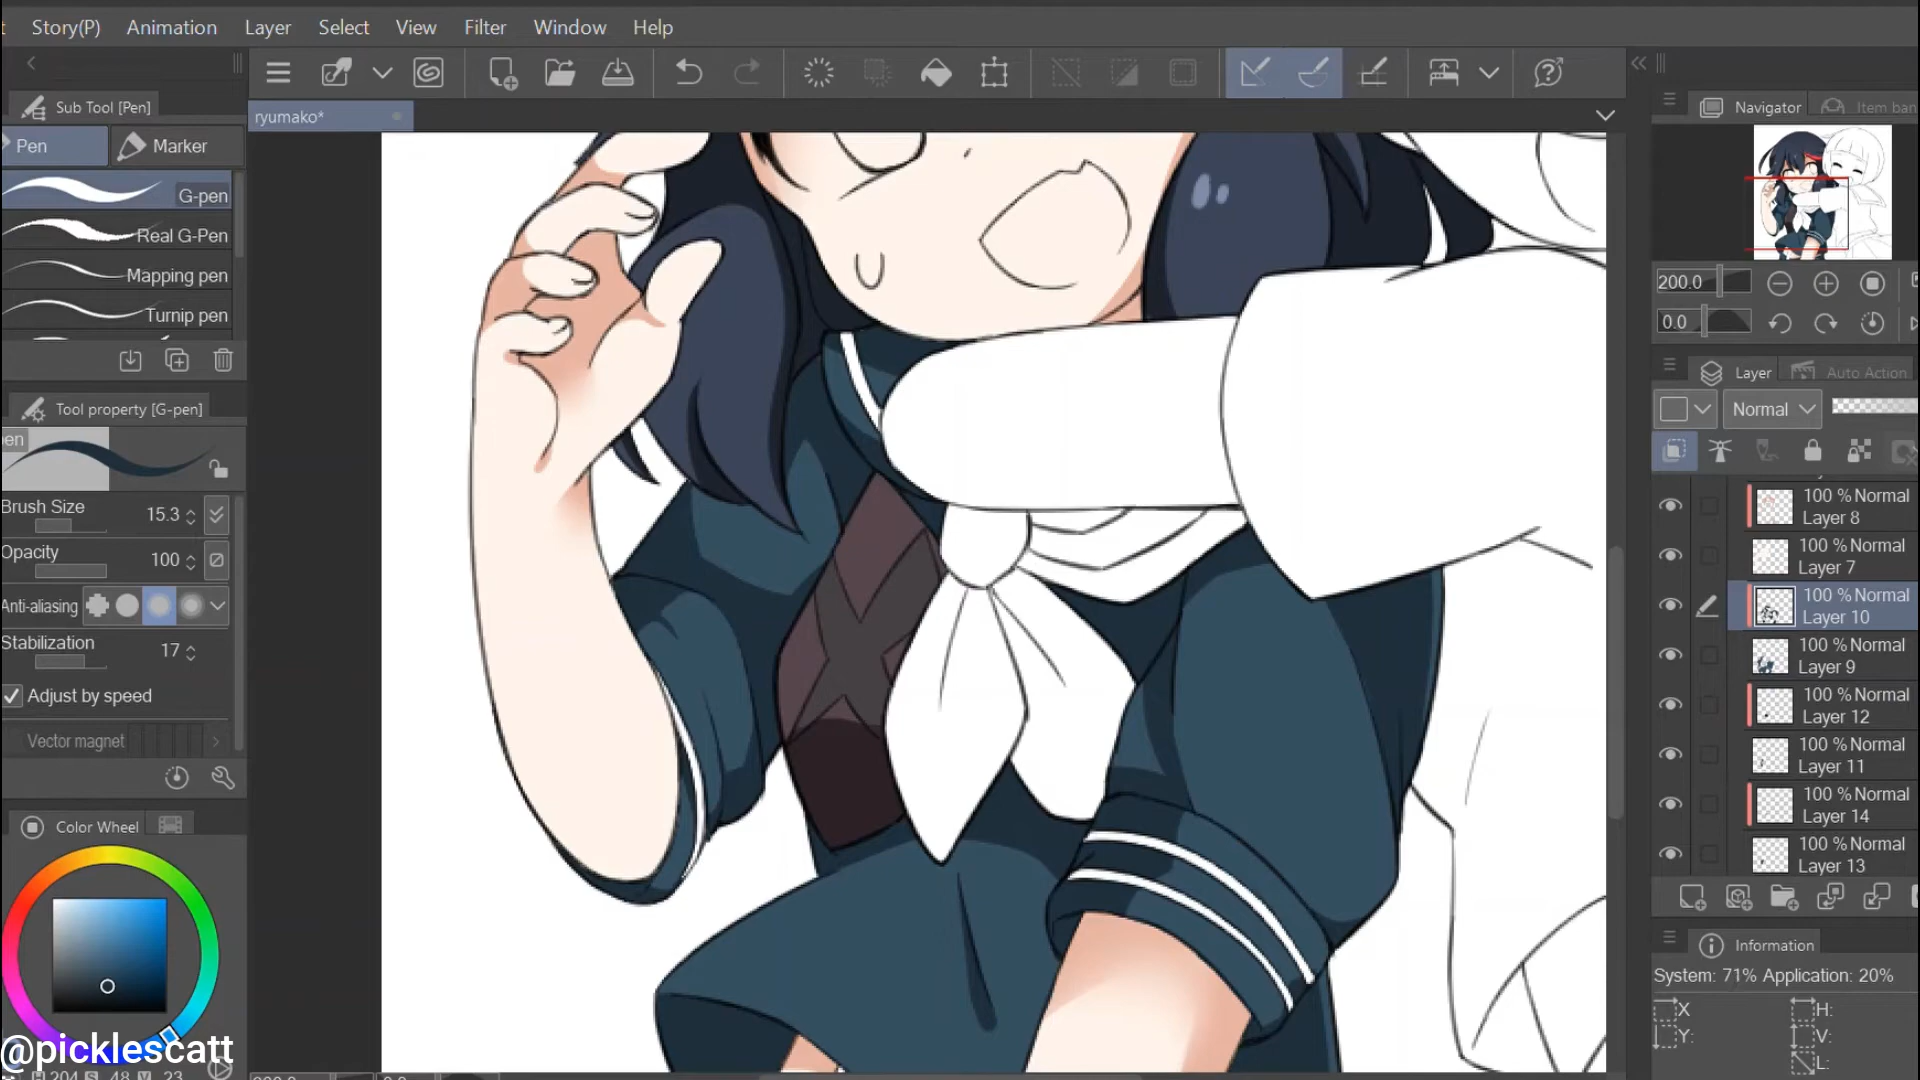 Story(P) Animation Layer Select View Filter Window Help
Sub Tool [Pen]
ryumako*
Navigator
Item ban
Pen
Marker
G-pen
Real G-Pen
Mapping pen
Turnip pen
200.0
0.0
Tool property [G-pen]
Layer
Auto Action
Normal
Brush Size 15.3
Opacity 100
Anti-aliasing
Stabilization 17
Adjust by speed
Vector magnet
100 % Normal
Layer 8
100 % Normal
Layer 7
100 % Normal
Layer 10
100 % Normal
Layer 9
100 % Normal
Layer 12
100 % Normal
Layer 11
100 % Normal
Layer 14
100 % Normal
Layer 13
Color Wheel
Information
System: 71% Application: 20%
X H:
Y: V:
L:
@picklescatt
H 204 S 48 V 23